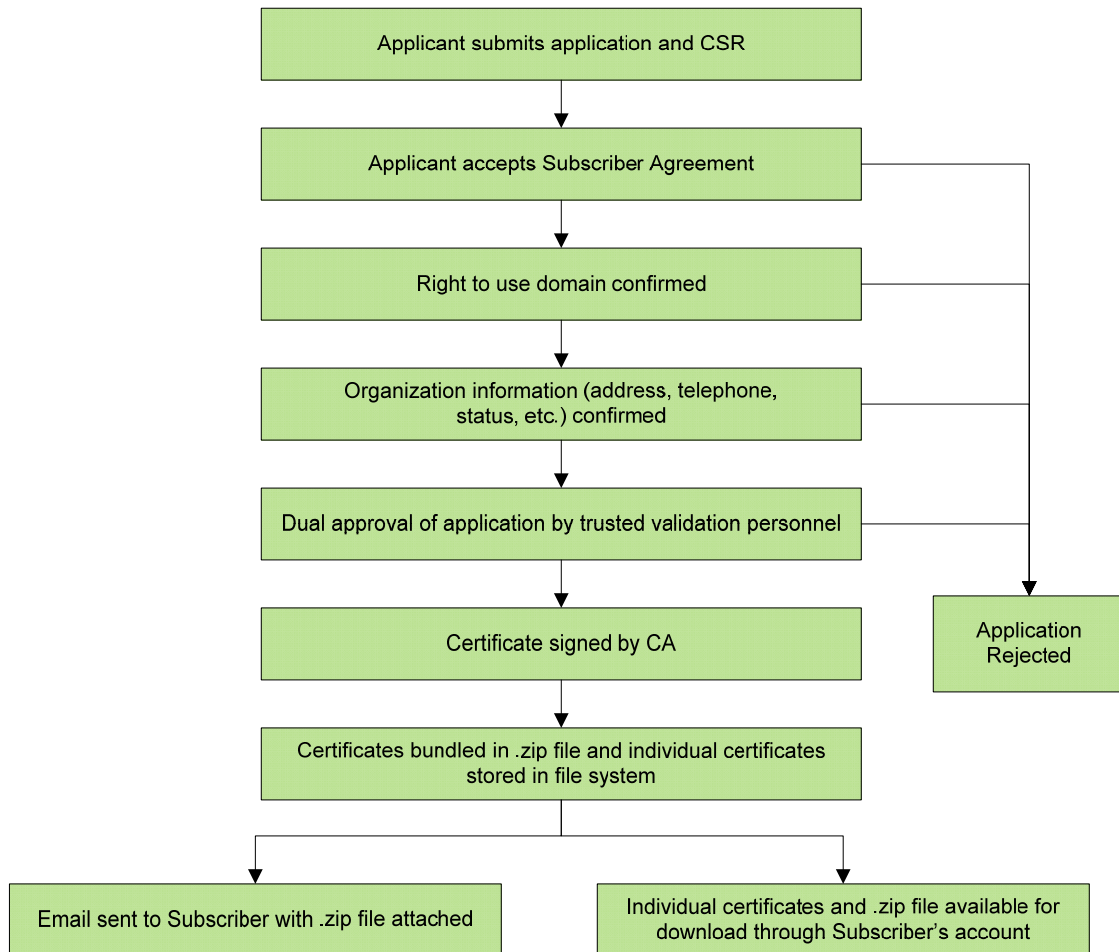 Applicant submits application and CSR
Applicant accepts Subscriber Agreement
Right to use domain confirmed
Organization information (address, telephone,
status, etc.) confirmed
Dual approval of application by trusted validation personnel
Application
Rejected
Certificate signed by CA
Certificates bundled in .zip file and individual certificates
stored in file system
Email sent to Subscriber with .zip file attached
Individual certificates and .zip file available for
download through Subscriber’s account